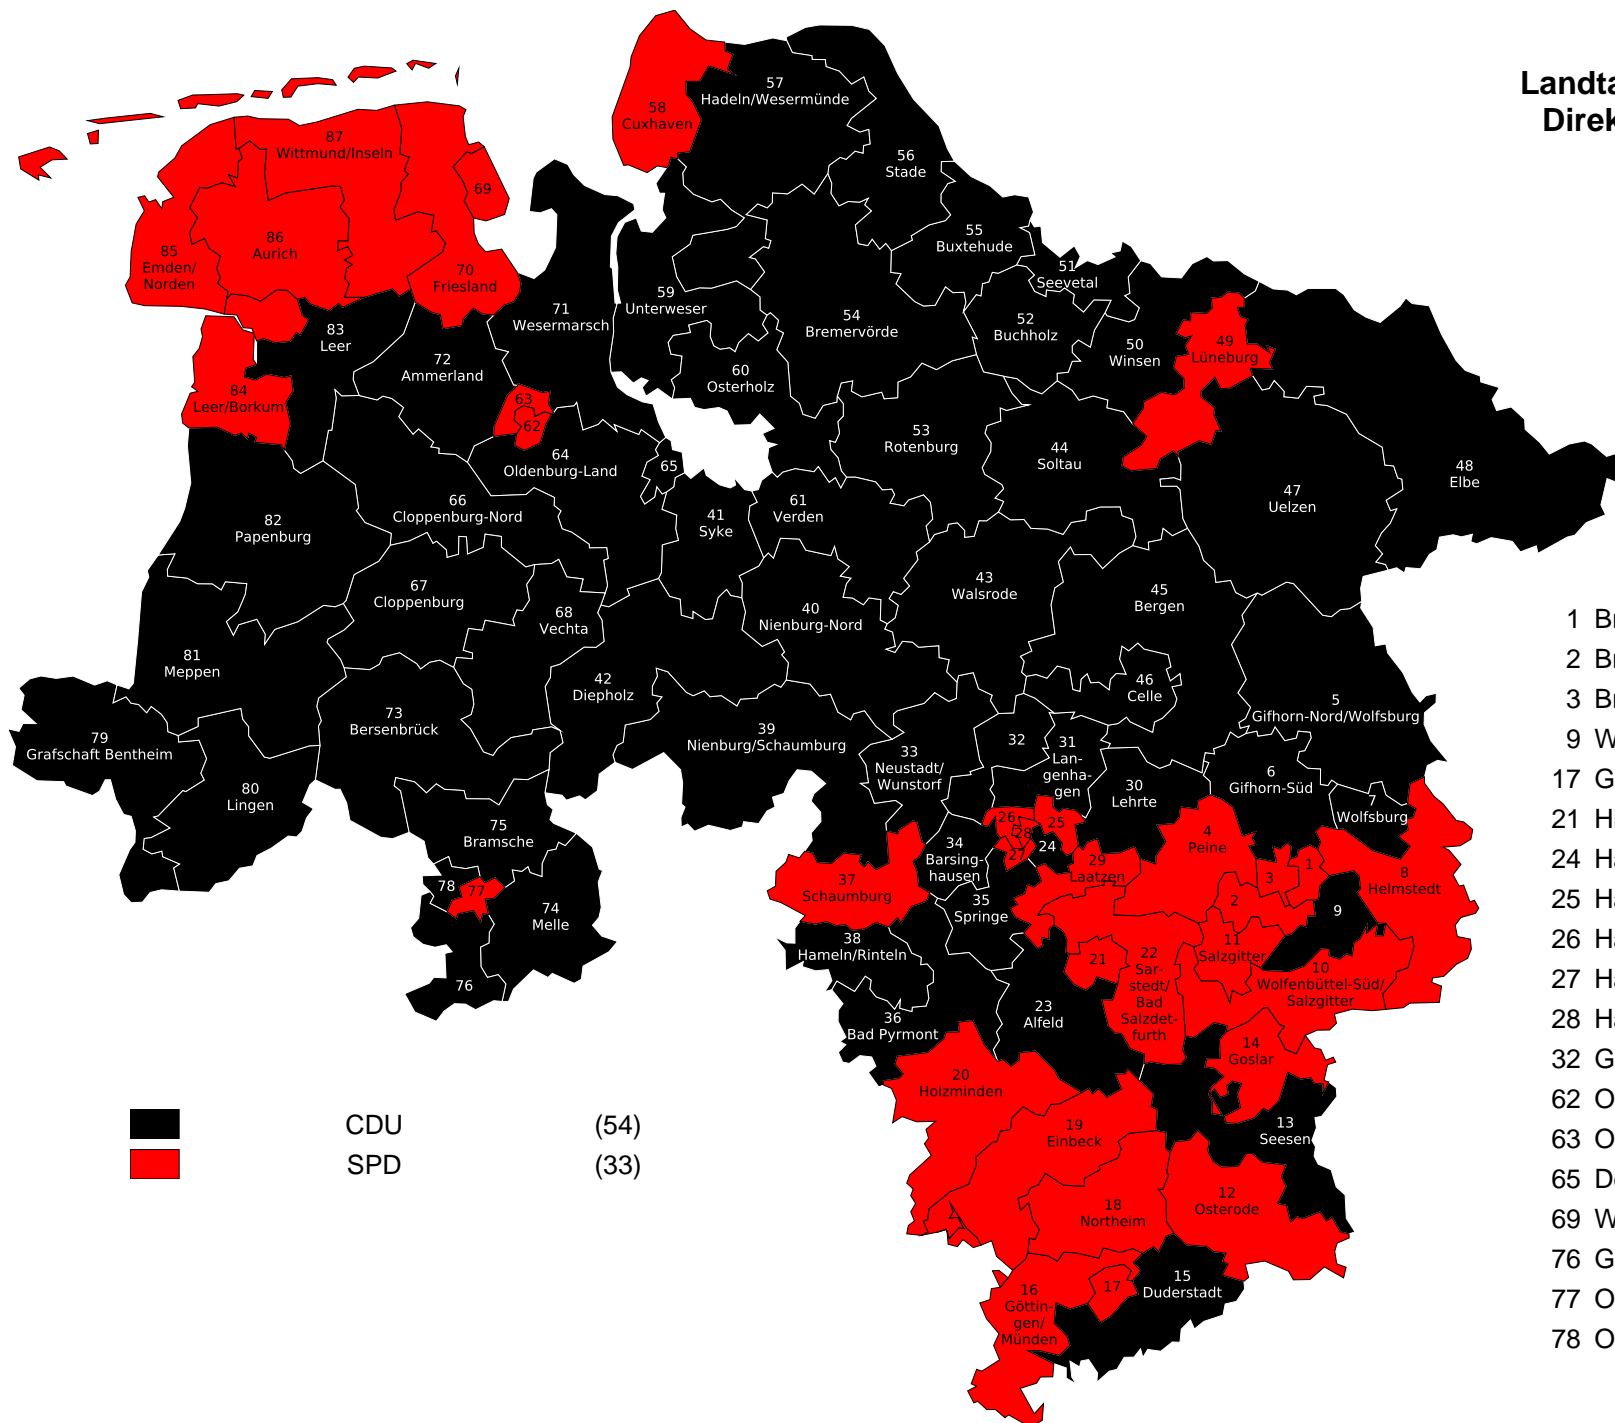 Landta
Direk
57
Hadeln/Wesermünde
58
Cuxhaven
87
Wittmund/Inseln
56
Stade
69
55
Buxtehude
86
Aurich
85
Emden/
Norden
70
Friesland
51
Seevetal
59
Unterweser
71
Wesermarsch
54
Bremervörde
52
Buchholz
83
Leer
50
Winsen
49
Lüneburg
72
Ammerland
60
Osterholz
84
Leer/Borkum
63
62
53
Rotenburg
44
Soltau
64
Oldenburg-Land
65
48
Elbe
47
Uelzen
66
Cloppenburg-Nord
41
Syke
61
Verden
82
Papenburg
67
Cloppenburg
43
Walsrode
45
Bergen
68
Vechta
40
Nienburg-Nord
81
Meppen
42
Diepholz
46
Celle
5
Gifhorn-Nord/Wolfsburg
73
Bersenbrück
39
Nienburg/Schaumburg
79
Grafschaft Bentheim
33
Neustadt/
Wunstorf
32
31
Lan-
genha-
gen
30
Lehrte
6
Gifhorn-Süd
80
Lingen
7
Wolfsburg
75
Bramsche
26
28
25
27
24
34
Barsing-
hausen
4
Peine
29
Laatzen
3
1
8
Helmstedt
78
77
37
Schaumburg
2
9
74
Melle
35
Springe
38
Hameln/Rinteln
11
Salzgitter
21
22
Sar-
stedt/
Bad
Salzdet-
furth
10
Wolfenbüttel-Süd/
Salzgitter
76
23
Alfeld
36
Bad Pyrmont
14
Goslar
20
Holzminden
19
Einbeck
13
Seesen
12
Osterode
18
Northeim
15
Duderstadt
17
16
Göttin-
gen/
Münden
CDU (54)
SPD (33)
1 Br
2 Br
3 Br
9 W
17 G
21 Hi
24 Ha
25 Ha
26 Ha
27 Ha
28 Ha
32 G
62 O
63 O
65 De
69 W
76 G
77 O
78 O